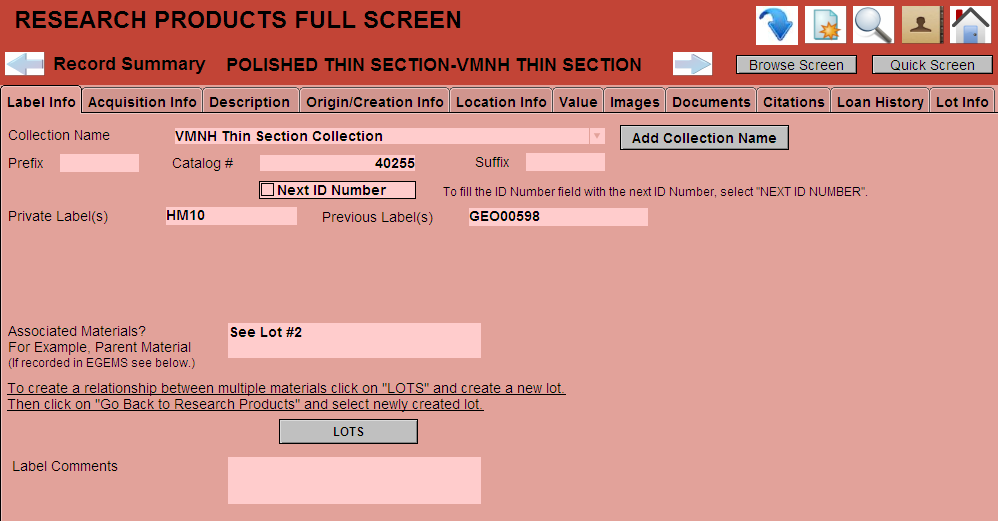 RESEARCH PRODUCTS FULL SCREEN
Record Summary POLISHED THIN SECTION-VMNH THIN SECTION Browse Screen Quick Screen
Label Info Acquisition Info Description Origin/Creation Info Location Info Value Images Documents Citations Loan History Lot Info
Collection Name VMNH Thin Section Collection Add Collection Name
Prefix Catalog # 40255 Suffix
Next ID Number To fill the ID Number field with the next ID Number, select "NEXT ID NUMBER".
Private Label(s) HM10 Previous Label(s) GEO00598
Associated Materials? See Lot #2
For Example, Parent Material
(If recorded in EGEMS see below.)
To create a relationship between multiple materials click on "LOTS" and create a new lot.
Then click on "Go Back to Research Products" and select newly created lot.
LOTS
Label Comments